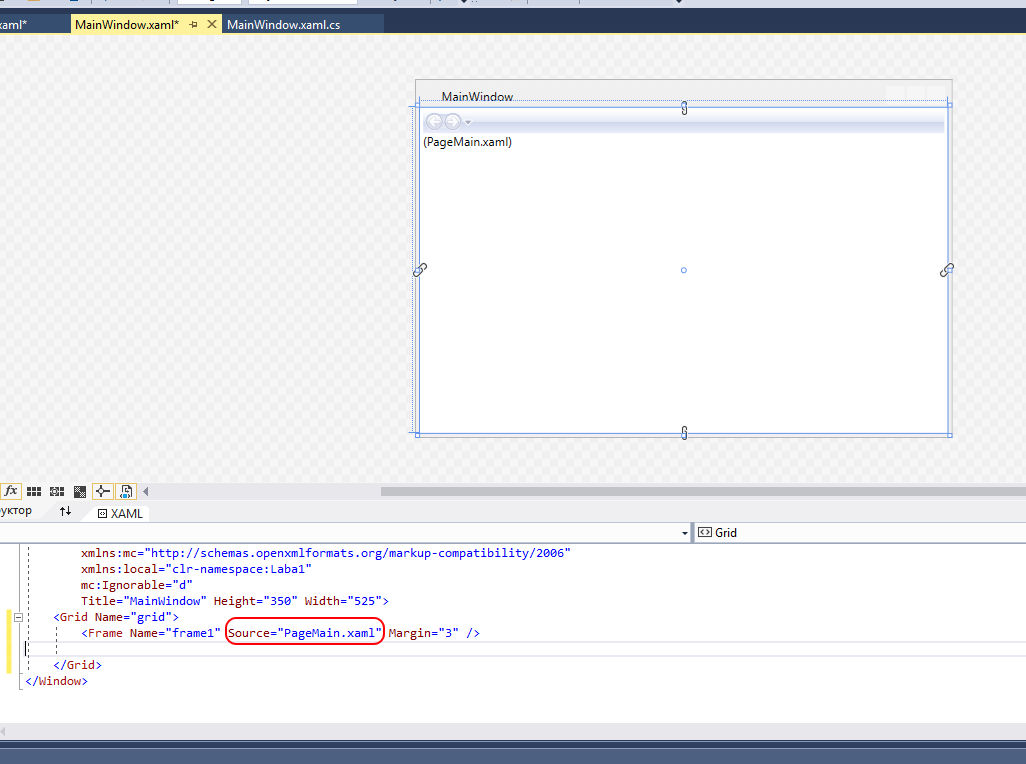 xaml*
MainWindow.xaml*
MainWindow.xaml.cs
MainWindow
(PageMain.xaml)
fx
руктор
XAML
Grid
xmlns:mc="http://schemas.openxmlformats.org/markup-compatibility/2006"
xmlns:local="clr-namespace:Laba1"
mc:Ignorable="d"
Title="MainWindow" Height="350" Width="525">
<Grid Name="grid">
<Frame Name="frame1" Source="PageMain.xaml" Margin="3" />
</Grid>
</Window>